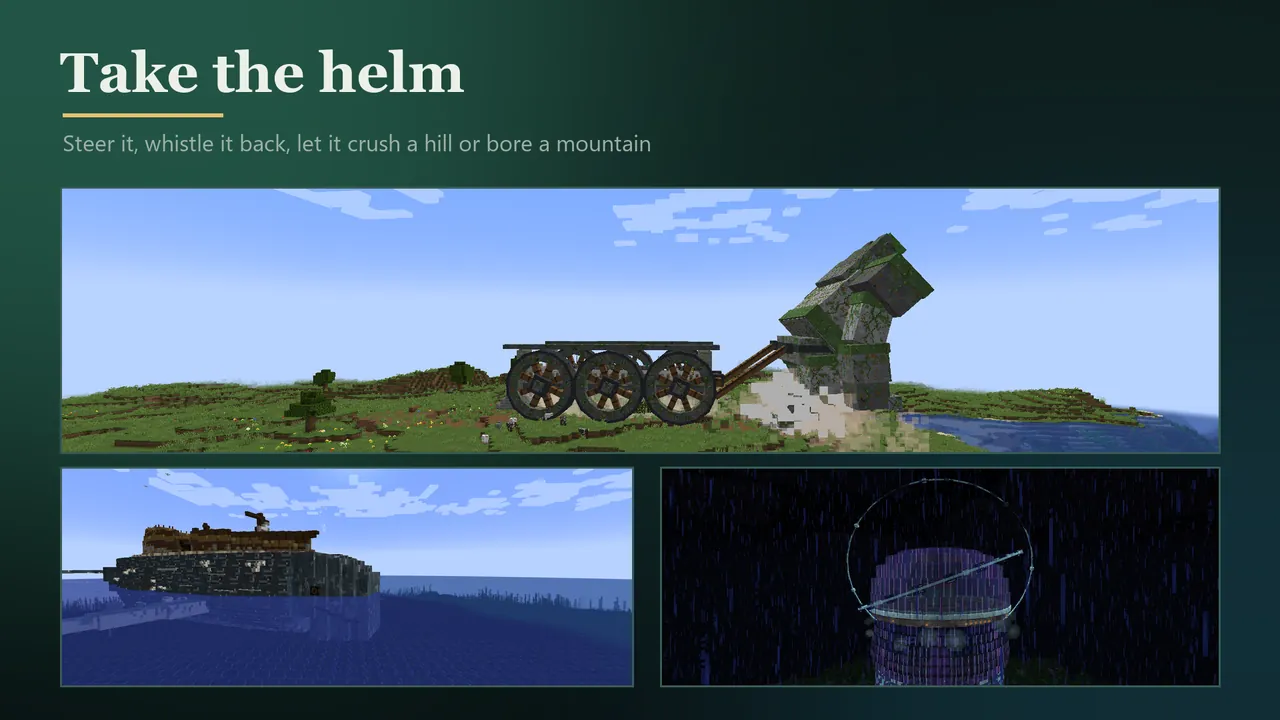 Take the helm
Steer it, whistle it back, let it crush a hill or bore a mountain